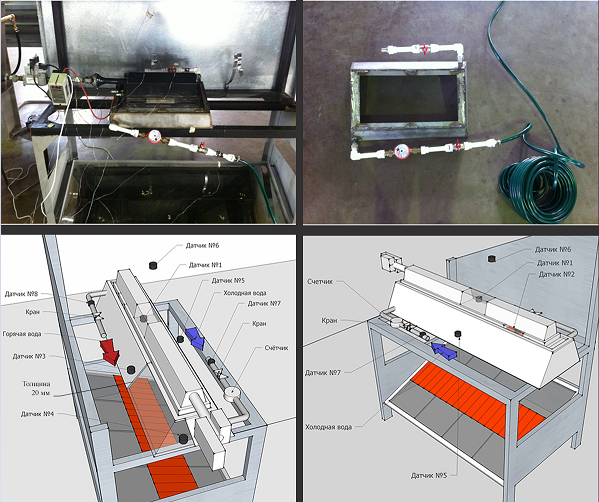 Датчик №6
Датчик №1
Датчик №5
Холодная вода
Датчик №7
Кран
Счётчик
Датчик №8
Кран
Горячая вода
Датчик №3
Толщина
20 мм
Датчик №4
Датчик №6
Датчик №1
Датчик №2
Счетчик
Кран
Датчик №7
Холодная вода
Датчик №5